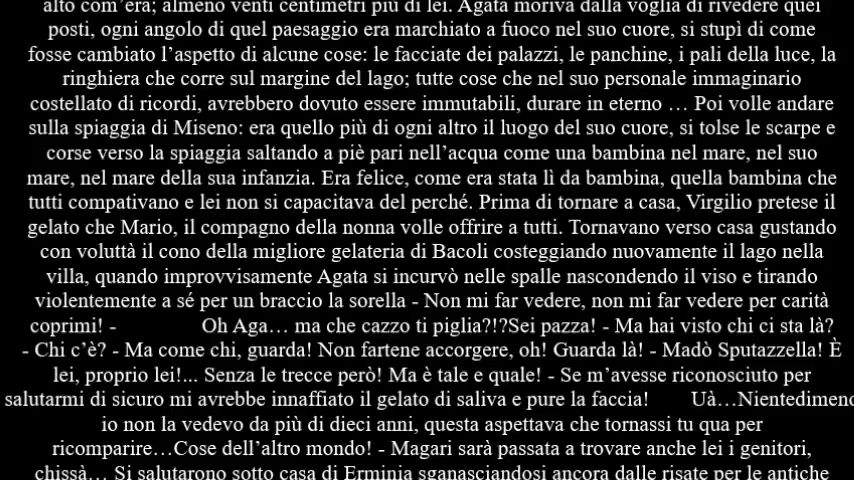 alto com’era; almeno venti centimetri più di lei. Agata moriva dalla voglia di rivedere quei
posti, ogni angolo di quel paesaggio era marchiato a fuoco nel suo cuore, si stupì di come
fosse cambiato l’aspetto di alcune cose: le facciate dei palazzi, le panchine, i pali della luce, la
ringhiera che corre sul margine del lago; tutte cose che nel suo personale immaginario
costellato di ricordi, avrebbero dovuto essere immutabili, durare in eterno … Poi volle andare
sulla spiaggia di Miseno: era quello più di ogni altro il luogo del suo cuore, si tolse le scarpe e
corse verso la spiaggia saltando a piè pari nell’acqua come una bambina nel mare, nel suo
mare, nel mare della sua infanzia. Era felice, come era stata lì da bambina, quella bambina che
tutti compativano e lei non si capacitava del perché. Prima di tornare a casa, Virgilio pretese il
gelato che Mario, il compagno della nonna volle offrire a tutti. Tornavano verso casa gustando
con voluttà il cono della migliore gelateria di Bacoli costeggiando nuovamente il lago nella
villa, quando improvvisamente Agata si incurvò nelle spalle nascondendo il viso e tirando
violentemente a sé per un braccio la sorella - Non mi far vedere, non mi far vedere per carità
coprimi! - Oh Aga… ma che cazzo ti piglia?!?Sei pazza! - Ma hai visto chi ci sta là?
- Chi c’è? - Ma come chi, guarda! Non fartene accorgere, oh! Guarda là! - Madò Sputazzella! È
lei, proprio lei!... Senza le trecce però! Ma è tale e quale! - Se m’avesse riconosciuto per
salutarmi di sicuro mi avrebbe innaffiato il gelato di saliva e pure la faccia! Uà…Nientedimeno
io non la vedevo da più di dieci anni, questa aspettava che tornassi tu qua per
ricomparire…Cose dell’altro mondo! - Magari sarà passata a trovare anche lei i genitori,
chissà… Si salutarono sotto casa di Erminia sganasciandosi ancora dalle risate per le antiche